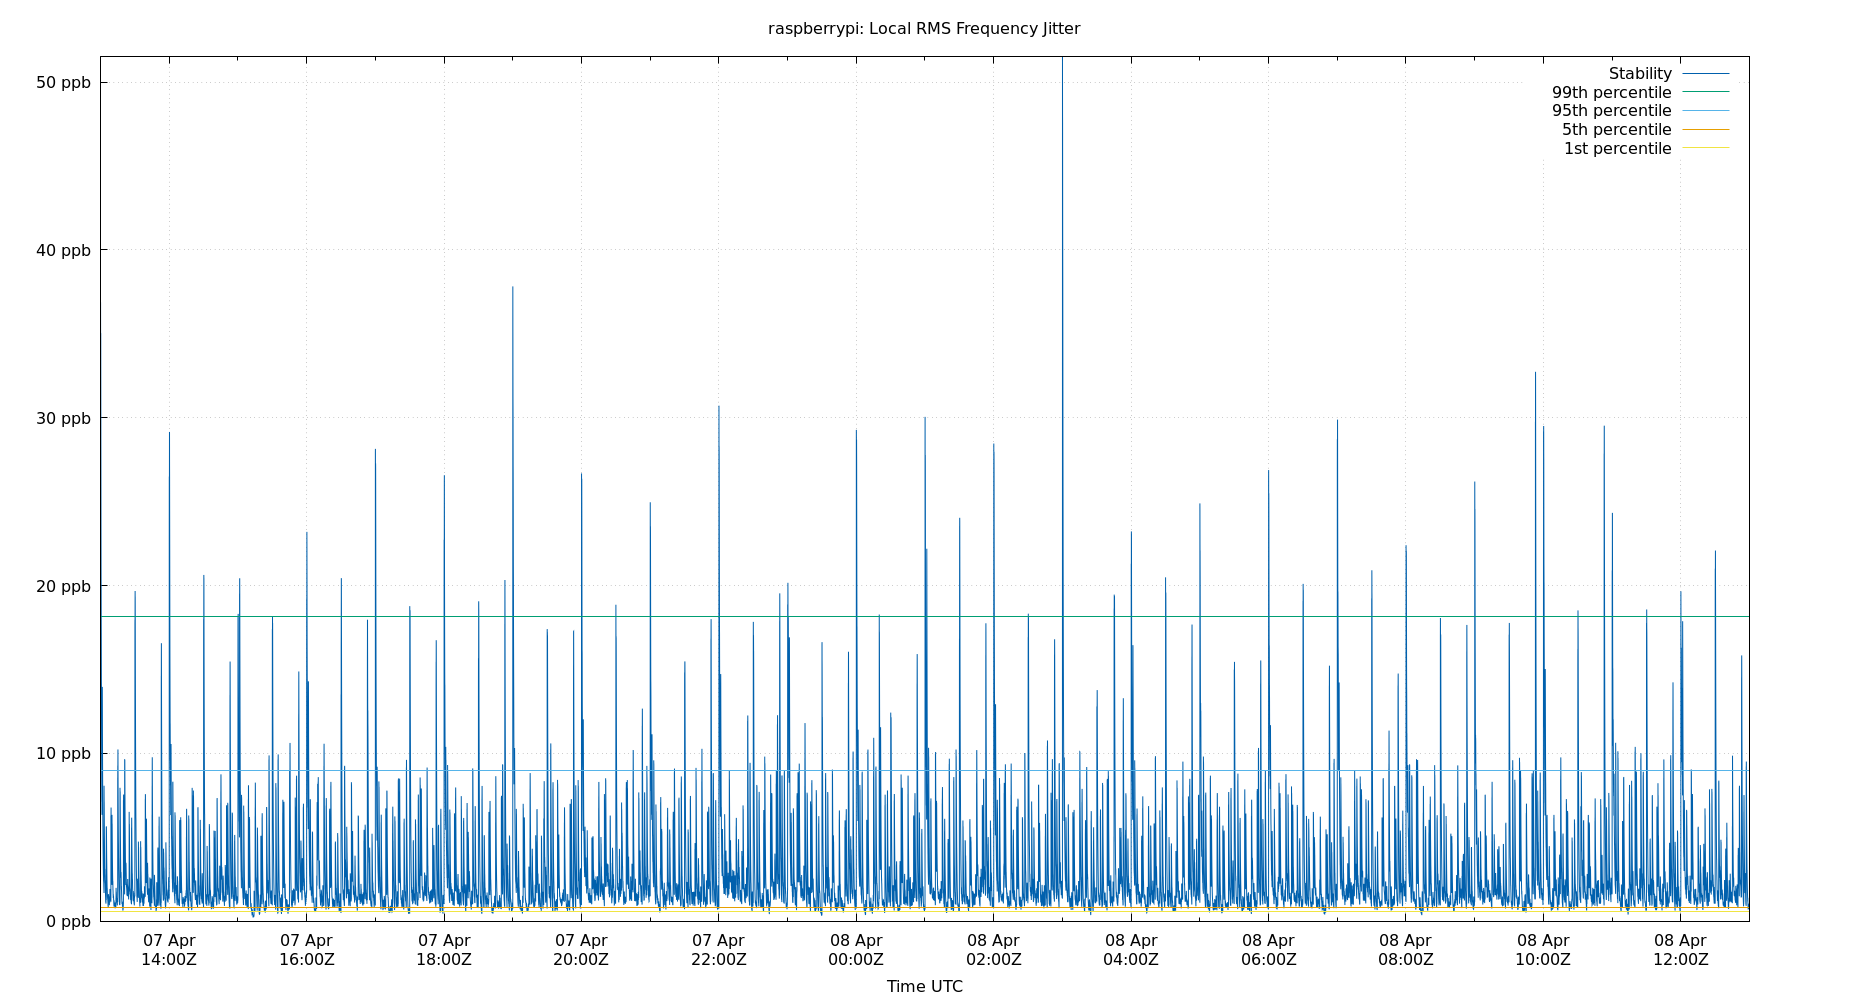 raspberrypi: Local RMS Frequency Jitter
50 ppb
40 ppb
30 ppb
20 ppb
10 ppb
0 ppb
Stability
99th percentile
95th percentile
5th percentile
1st percentile
07 Apr 07 Apr 07 Apr 07 Apr 07 Apr 08 Apr 08 Apr 08 Apr 08 Apr 08 Apr 08 Apr 08 Apr
14:00Z 16:00Z 18:00Z 20:00Z 22:00Z 00:00Z 02:00Z 04:00Z 06:00Z 08:00Z 10:00Z 12:00Z
Time UTC